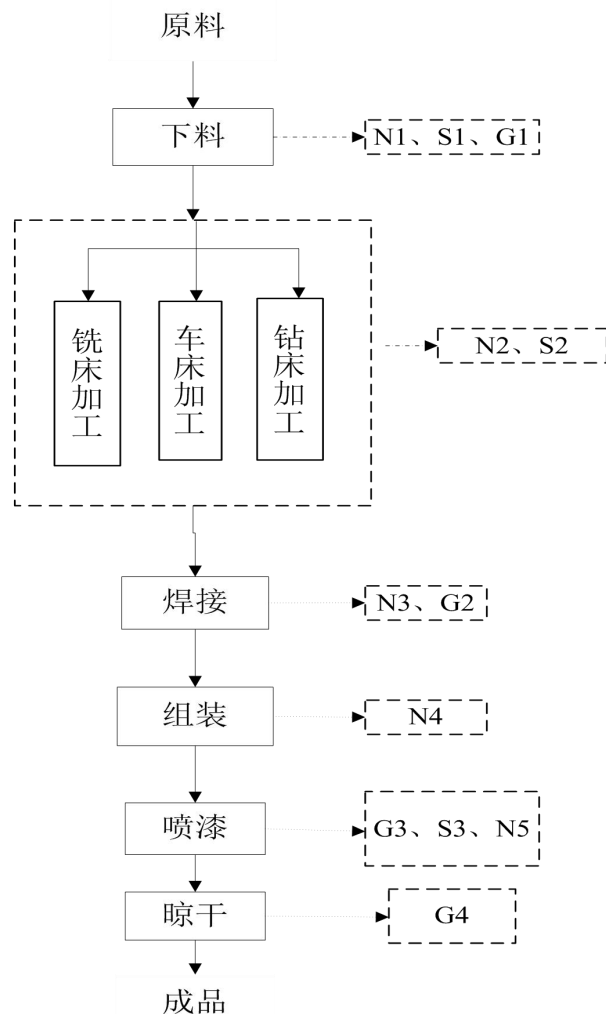 原料
下料
N1、S1、G1
铣床加工
车床加工
钻床加工
N2、S2
焊接
N3、G2
组装
N4
喷漆
G3、S3、N5
晾干
G4
成品